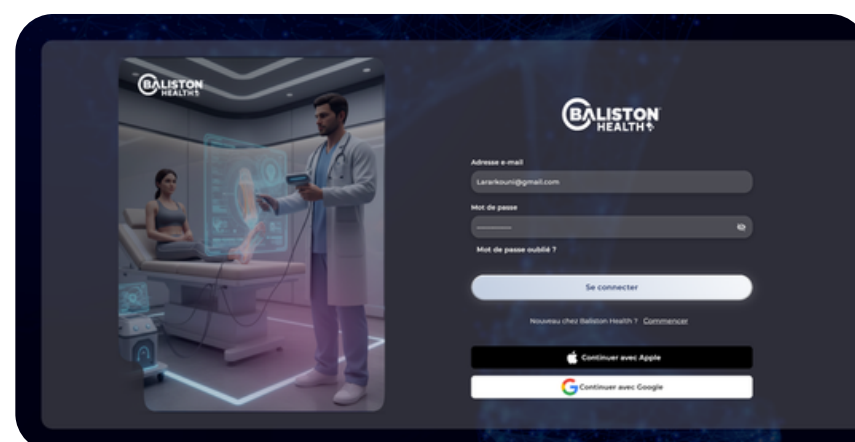 BALISTON
HEALTH
BALISTON
HEALTH
Adresse e-mail
Lararkouni@gmail.com
Mot de passe
Mot de passe oublié ?
Se connecter
Nouveau chez Baliston Health ? Commencer
Continuer avec Apple
Continuer avec Google